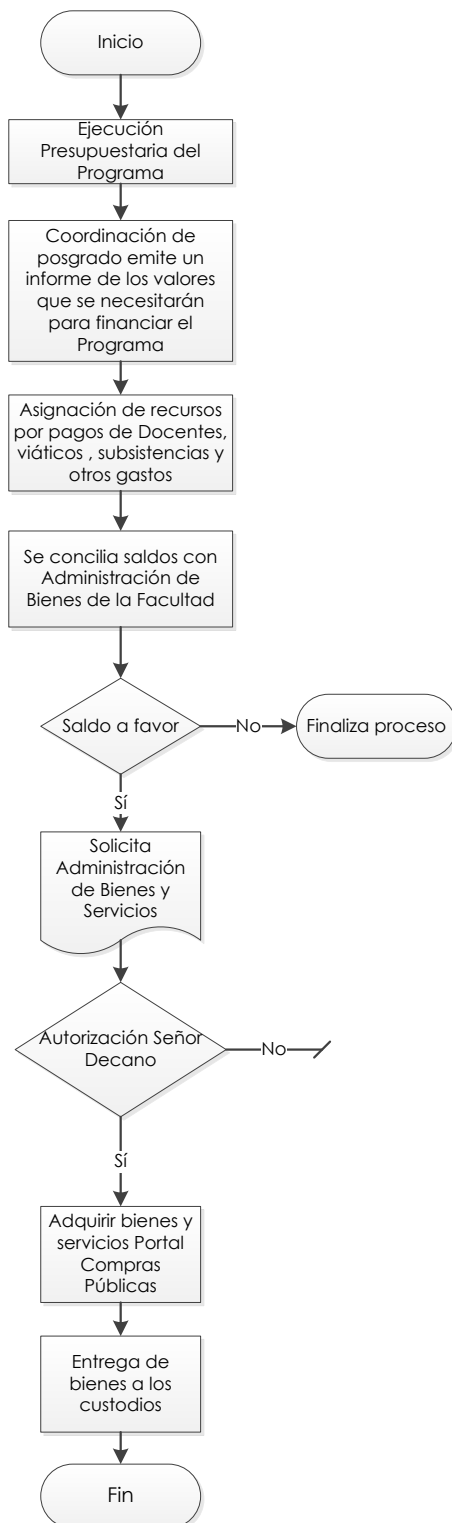 Inicio
Ejecución
Presupuestaria del
Programa
Coordinación de
posgrado emite un
informe de los valores
que se necesitarán
para financiar el
Programa
Asignación de recursos
por pagos de Docentes,
viáticos , subsistencias y
otros gastos
Se concilia saldos con
Administración de
Bienes de la Facultad
Saldo a favor
No
Finaliza proceso
Sí
Solicita
Administración
de Bienes y
Servicios
Autorización Señor
Decano
No
Sí
Adquirir bienes y
servicios Portal
Compras
Públicas
Entrega de
bienes a los
custodios
Fin